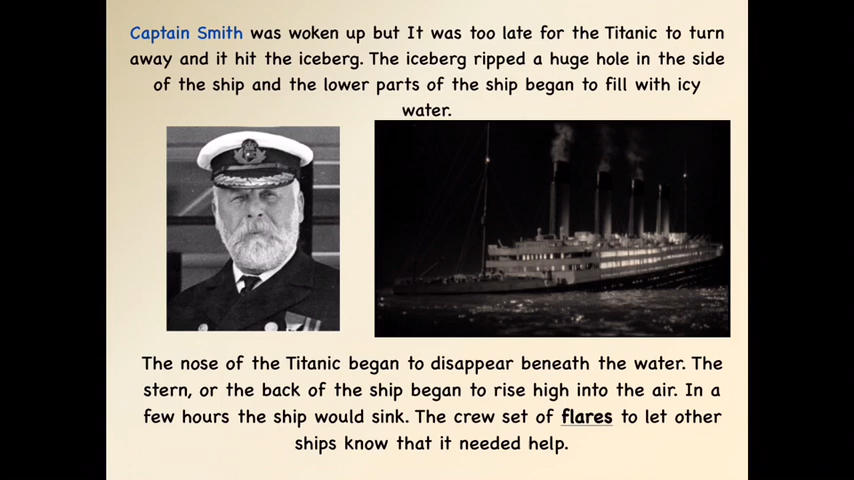 Captain Smith was woken up but It was too late for the Titanic to turn
away and it hit the iceberg. The iceberg ripped a huge hole in the side
of the ship and the lower parts of the ship began to fill with icy
water.
The nose of the Titanic began to disappear beneath the water. The
stern, or the back of the ship began to rise high into the air. In a
few hours the ship would sink. The crew set of flares to let other
ships know that it needed help.